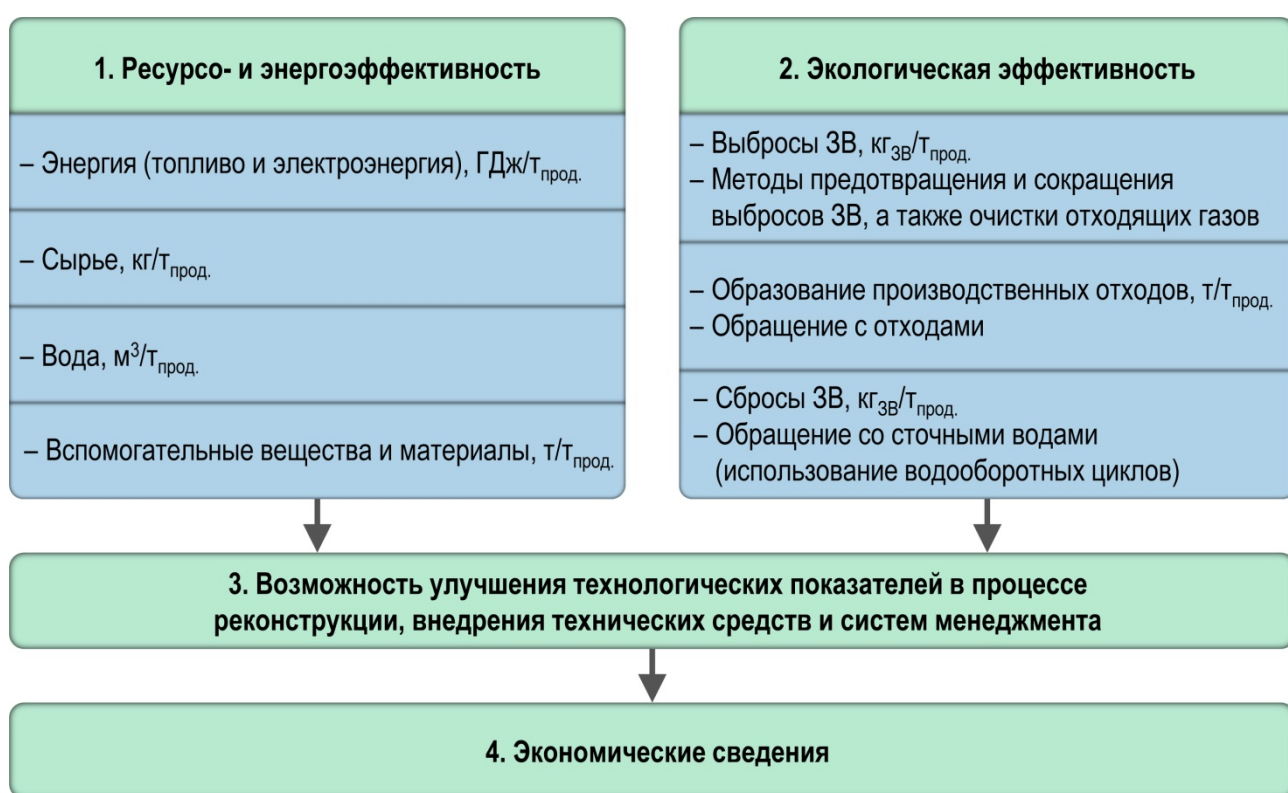 1. Ресурсо- и энергоэффективность
– Энергия (топливо и электроэнергия), ГДж/тпрод.
– Сырье, кг/тпрод.
– Вода, м³/тпрод.
– Вспомогательные вещества и материалы, т/тпрод.
2. Экологическая эффективность
– Выбросы ЗВ, кгЗВ/тпрод.
– Методы предотвращения и сокращения
выбросов ЗВ, а также очистки отходящих газов
– Образование производственных отходов, т/тпрод.
– Обращение с отходами
– Сбросы ЗВ, кгЗВ/тпрод.
– Обращение со сточными водами
(использование водооборотных циклов)
3. Возможность улучшения технологических показателей в процессе
реконструкции, внедрения технических средств и систем менеджмента
4. Экономические сведения